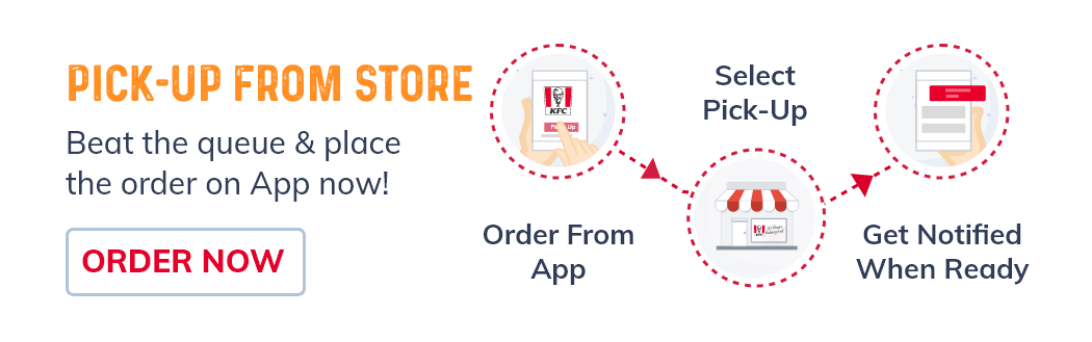 PICK-UP FROM STORE
Beat the queue & place
the order on App now!
ORDER NOW
KFC
Order From
App
Select
Pick-Up
Get Notified
When Ready